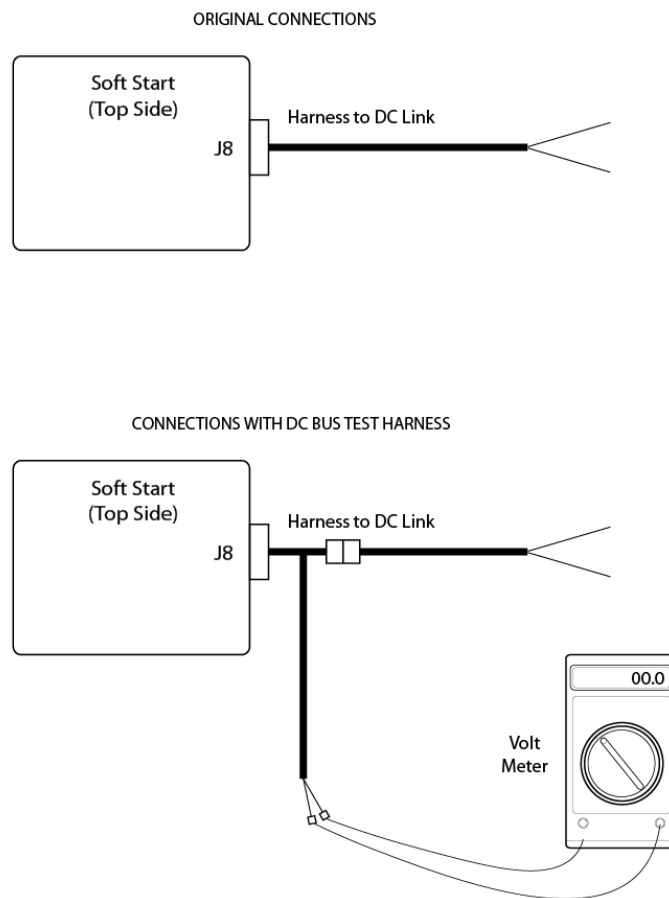 ORIGINAL CONNECTIONS
Soft Start
(Top Side)
J8
Harness to DC Link
CONNECTIONS WITH DC BUS TEST HARNESS
Soft Start
(Top Side)
J8
Harness to DC Link
00.0
Volt
Meter